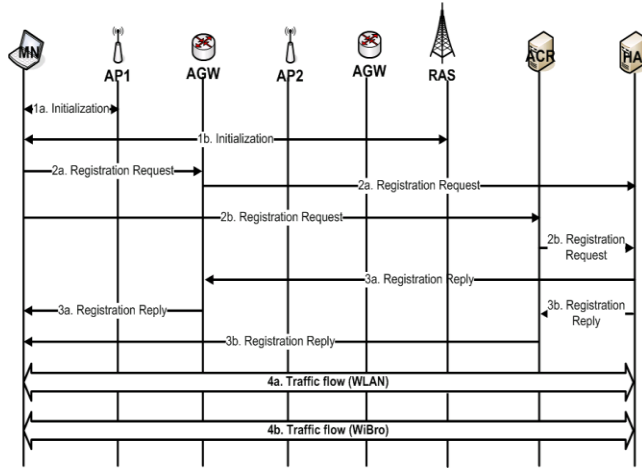 MN
AP1
AGW
AP2
AGW
RAS
ACR
HA
1a. Initialization
1b. Initialization
2a. Registration Request
2a. Registration Request
2b. Registration Request
2b. Registration
Request
3a. Registration Reply
3a. Registration Reply
3b. Registration
Reply
3b. Registration Reply
4a. Traffic flow (WLAN)
4b. Traffic flow (WiBro)